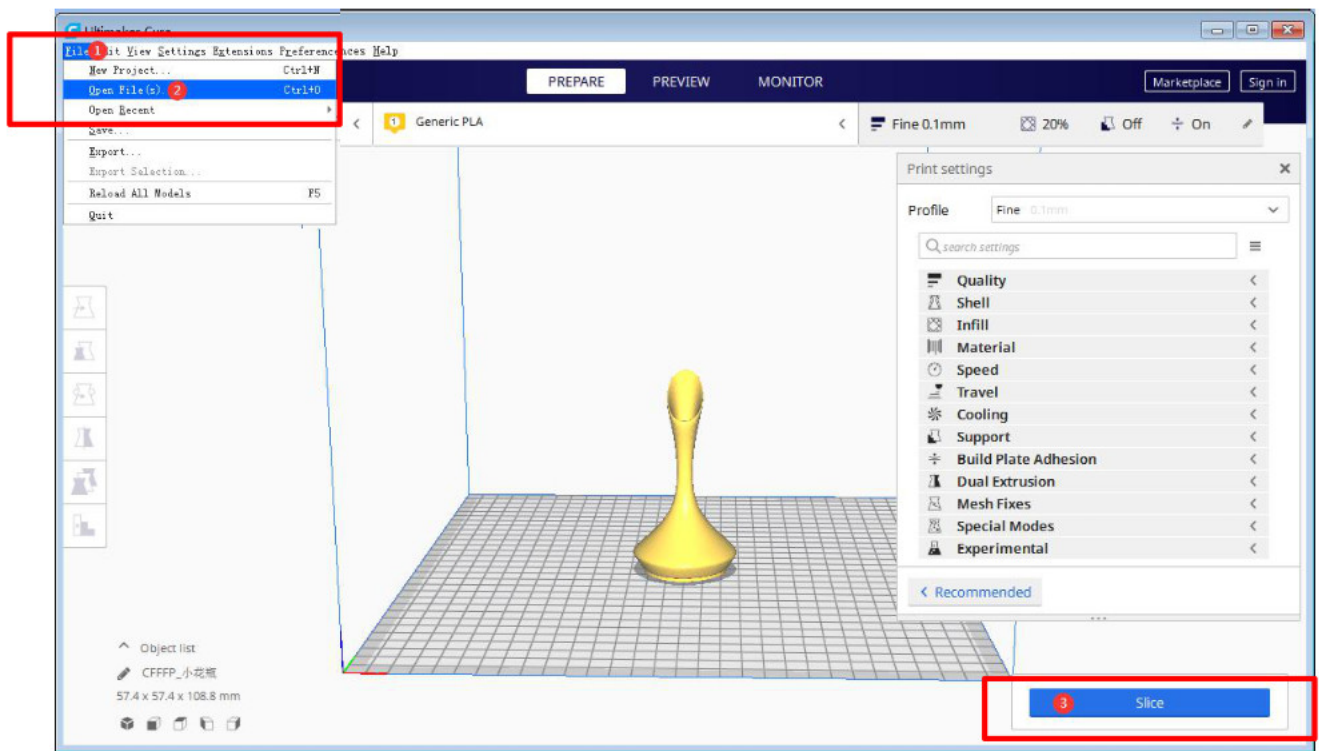 Ultimaker Cura
File Edit View Settings Extensions Preferences Help
1
New Project... Ctrl+N
Open File(s). 2 Ctrl+O
Open Recent
Save...
Export...
Export Selection...
Reload All Models F5
Quit
PREPARE PREVIEW MONITOR
Marketplace Sign in
1 Generic PLA
Fine 0.1mm 20% Off On
Print settings
Profile Fine 0.1mm
search settings
Quality
Shell
Infill
Material
Speed
Travel
Cooling
Support
Build Plate Adhesion
Dual Extrusion
Mesh Fixes
Special Modes
Experimental
Recommended
Object list
CFFFP_小花瓶
57.4 x 57.4 x 108.8 mm
3 Slice